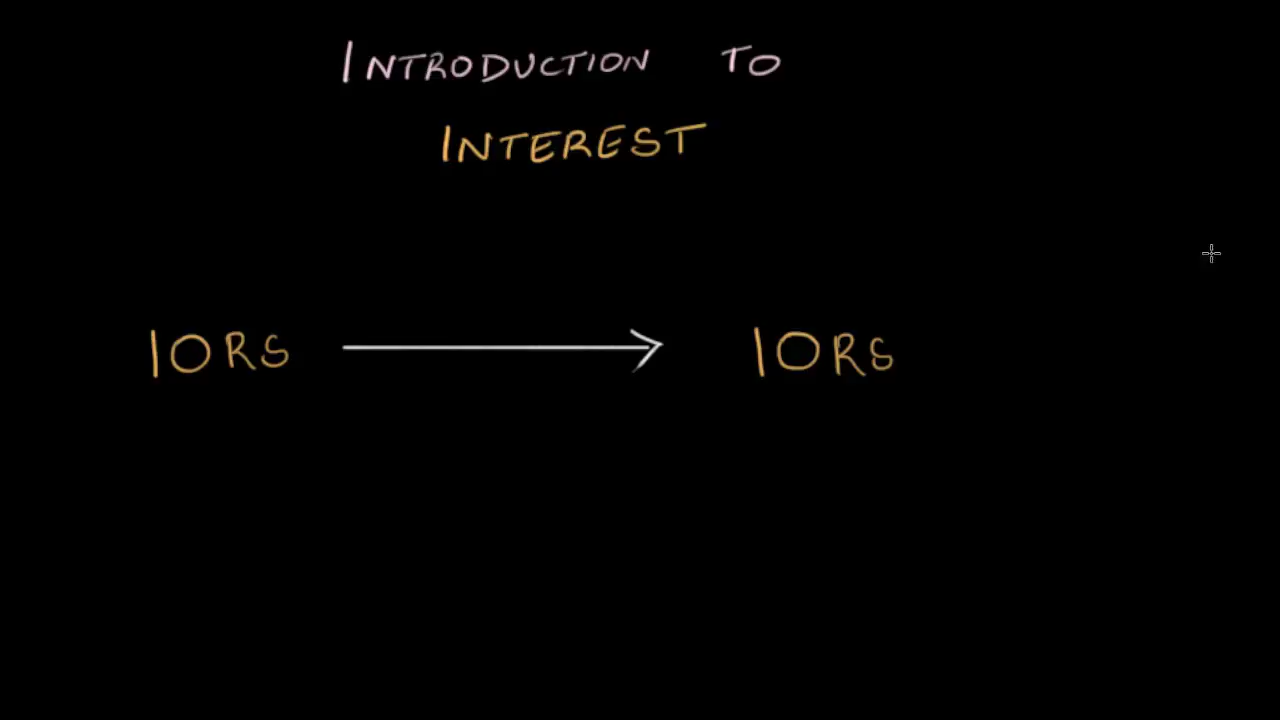 INTRODUCTION TO
INTEREST
10RS → 10RS